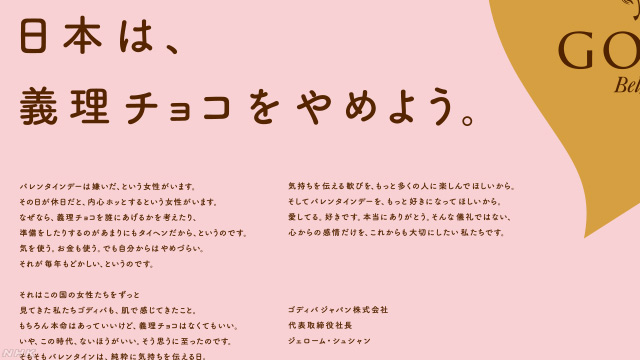 日本は、
義理チョコをやめよう。
GO
Bel
バレンタインデーは嫌いだ、という女性がいます。
その日が休日だと、内心ホッとするという女性がいます。
なぜなら、義理チョコを誰にあげるかを考えたり、
準備をしたりするのがあまりにもタイヘンだから、というのです。
気を使う。お金も使う。でも自分からはやめづらい。
それが毎年もどかしい、というのです。
それはこの国の女性たちをずっと
見てきた私たちゴディバも、肌で感じてきたこと。
もちろん本命はあっていいけど、義理チョコはなくてもいい。
いや、この時代、ないほうがいい。そう思うに至ったのです。
そもそもバレンタインは、純粋に気持ちを伝える日。
気持ちを伝える歓びを、もっと多くの人に楽しんでほしいから。
そしてバレンタインデーを、もっと好きになってほしいから。
愛してる。好きです。本当にありがとう。そんな儀礼ではない、
心からの感情だけを、これからも大切にしたい私たちです。
ゴディバ ジャパン株式会社
代表取締役社長
ジェローム・シュシャン
NHK